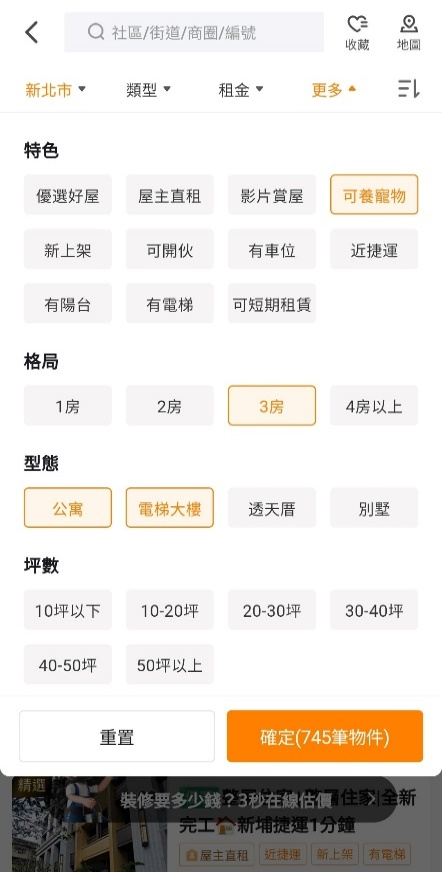 社區/街道/商圈/編號
收藏
地圖
新北市 類型 租金 更多
特色
優選好屋 屋主直租 影片賞屋 可養寵物
新上架 可開伙 有車位 近捷運
有陽台 有電梯 可短期租賃
格局
1房 2房 3房 4房以上
型態
公寓 電梯大樓 透天厝 別墅
坪數
10坪以下 10-20坪 20-30坪 30-40坪
40-50坪 50坪以上
重置 確定(745筆物件)
精選
裝修要多少錢？3秒在線估價
住家 全新
完工🏠新埔捷運1分鐘
屋主直租 近捷運 新上架 有電梯